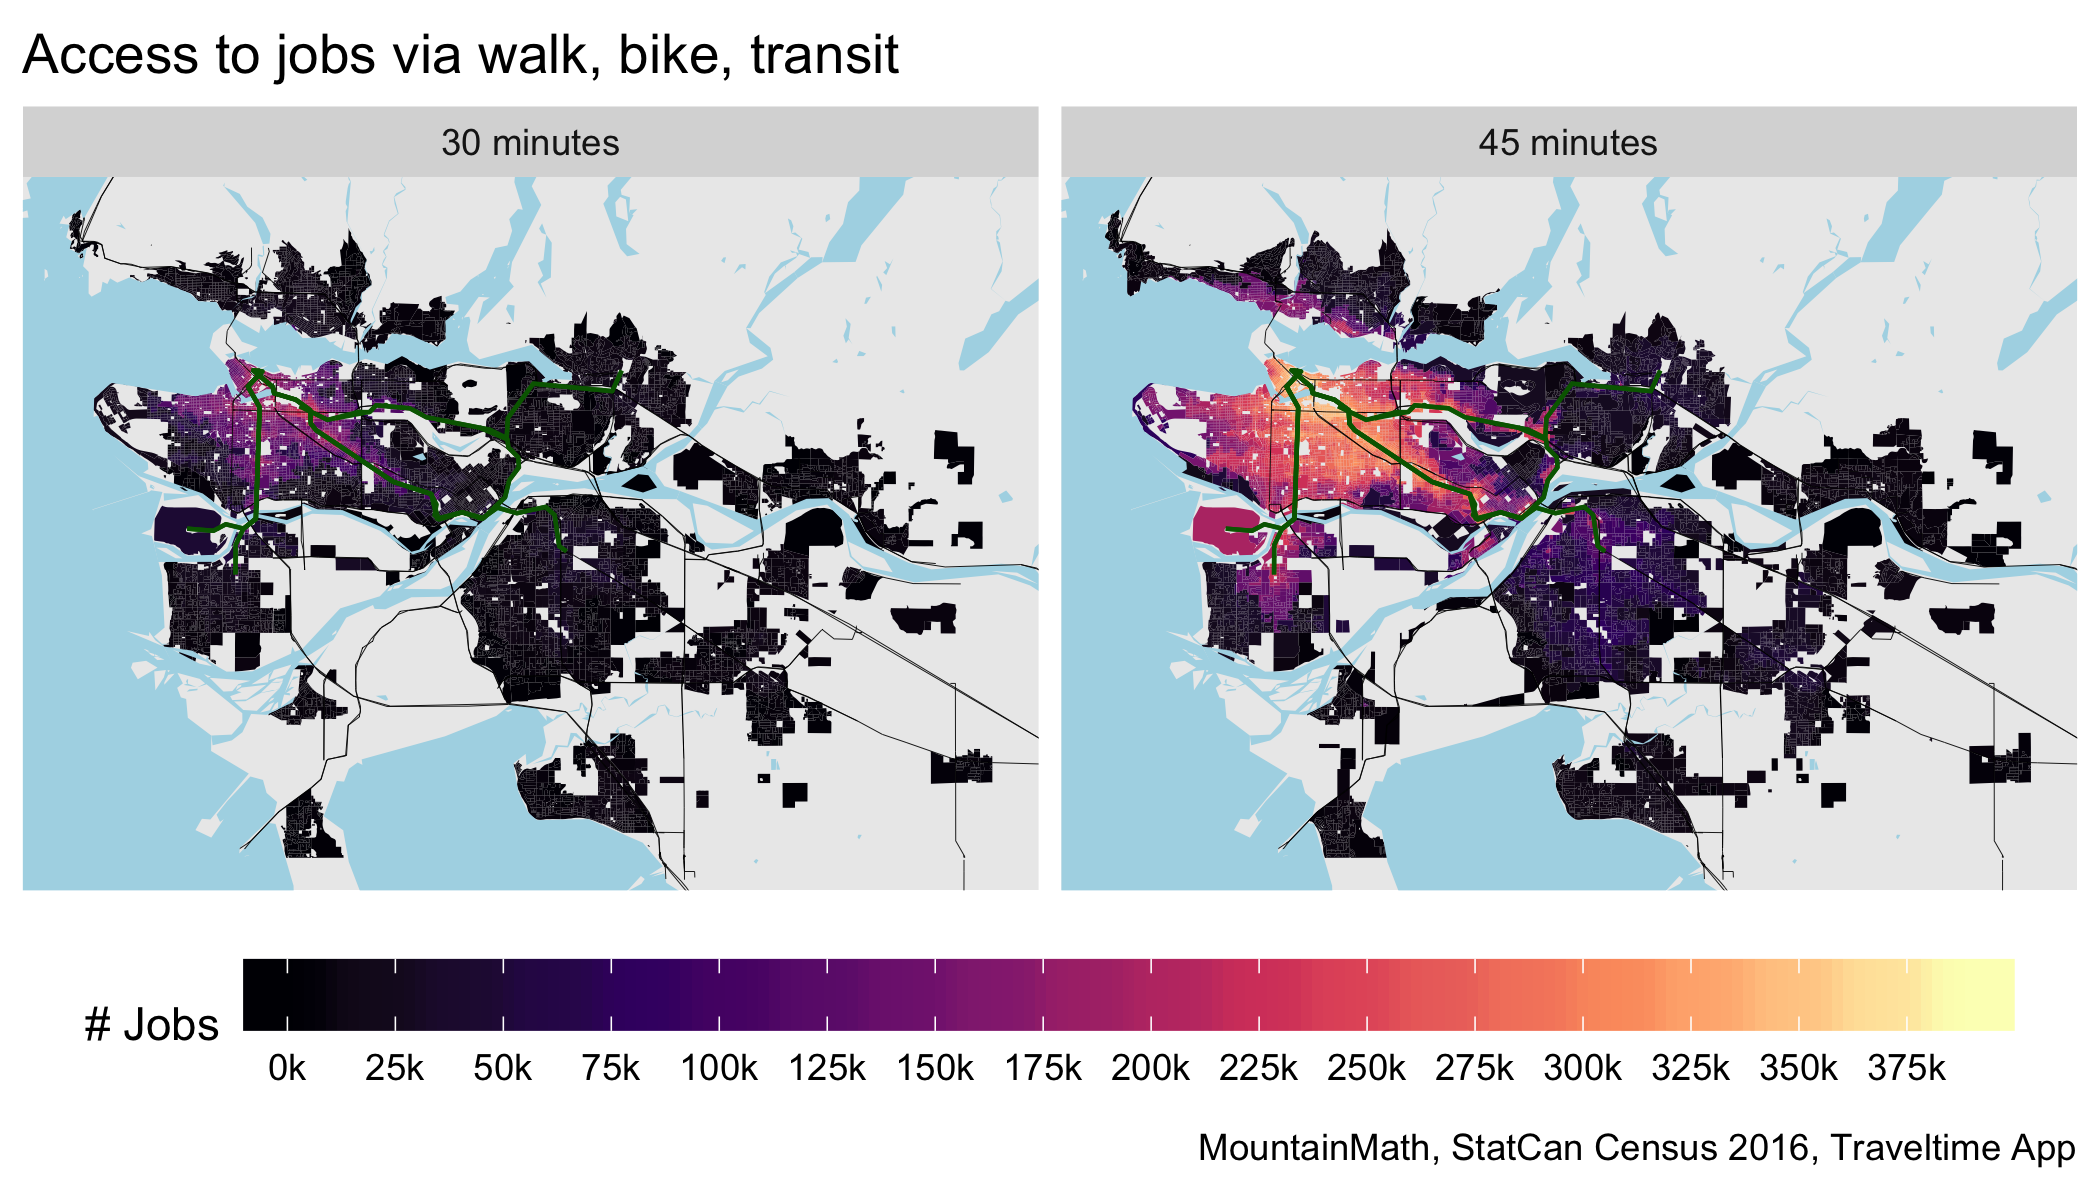 Access to jobs via walk, bike, transit
30 minutes
45 minutes
# Jobs
0k 25k 50k 75k 100k 125k 150k 175k 200k 225k 250k 275k 300k 325k 350k 375k
MountainMath, StatCan Census 2016, Traveltime App